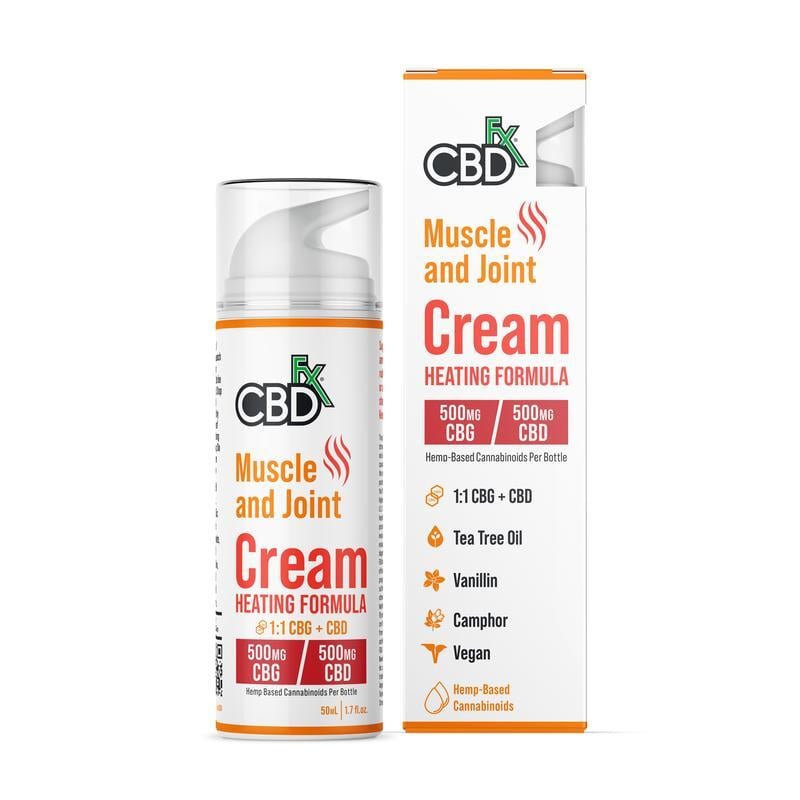 CBD FX
Muscle
and Joint
Cream
HEATING FORMULA
1:1 CBG + CBD
500MG
CBG
500MG
CBD
Hemp Based Cannabinoids Per Bottle
50mL | 1.7 fl.oz.
CBD FX
Muscle
and Joint
Cream
HEATING FORMULA
500MG
CBG
500MG
CBD
Hemp-Based Cannabinoids Per Bottle
1:1 CBG + CBD
Tea Tree Oil
Vanillin
Camphor
Vegan
Hemp-Based
Cannabinoids